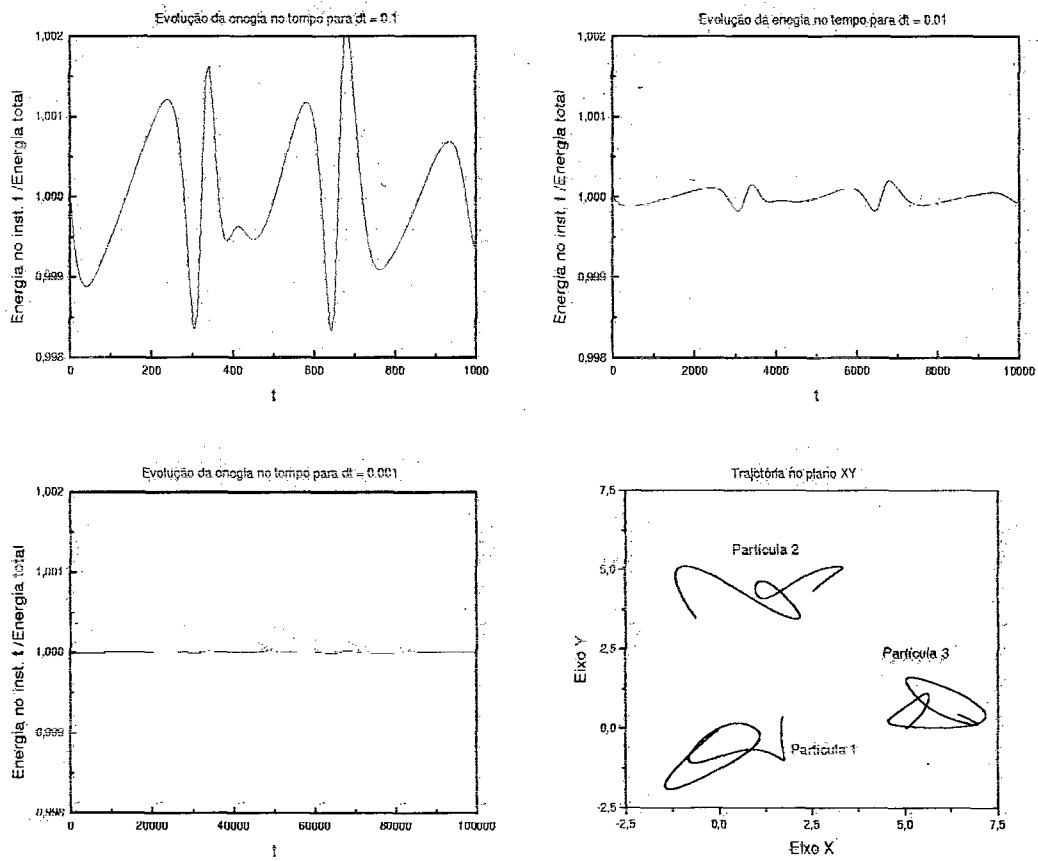 Evolução da enegia no tempo para dt = 0.1
Energia no inst. t /Energia total
1,002
1,001
1,000
0,999
0,998
0
200
400
600
800
1000
t
Evolução da enegia no tempo para dt = 0.01
Energia no inst. t /Energia total
1,002
1,001
1,000
0,999
0,998
0
2000
4000
6000
8000
10000
t
Evolução da enegia no tempo para dt = 0.001
Energia no inst. t /Energia total
1,002
1,001
1,000
0,999
0,998
0
20000
40000
60000
80000
100000
t
Trajetória no plano XY
Eixo Y
7,5
5,0
2,5
0,0
-2,5
Partícula 2
Partícula 3
Partícula 1
-2,5
0,0
2,5
5,0
7,5
Eixo X